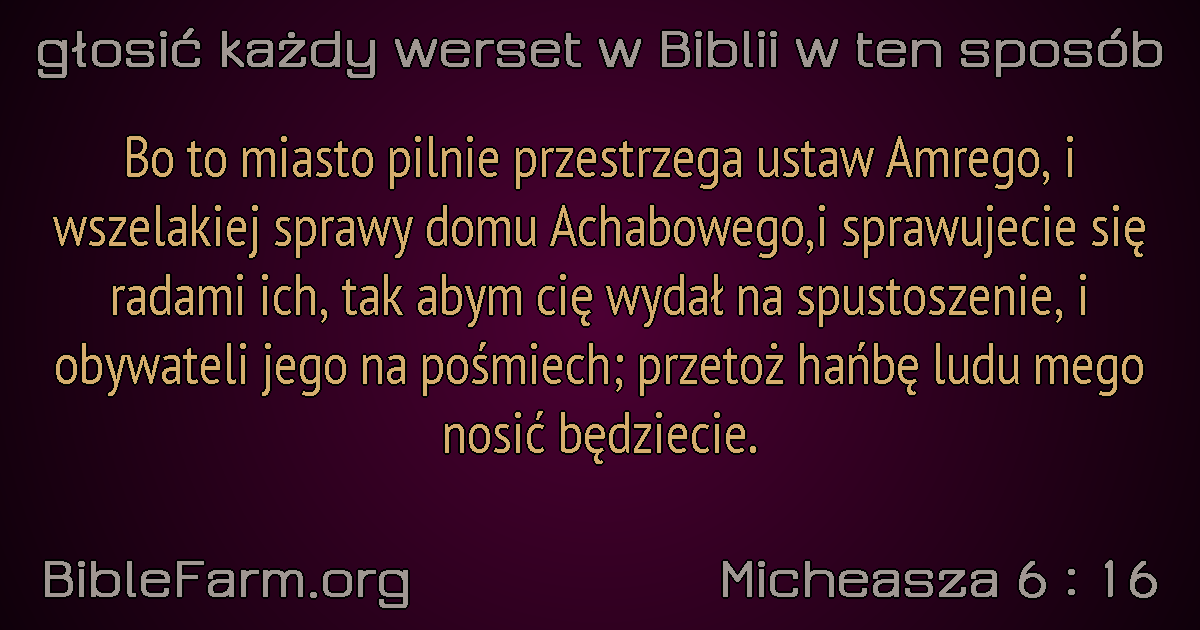 głosić każdy werset w Biblii w ten sposób
Bo to miasto pilnie przestrzega ustaw Amrego, i
wszelakiej sprawy domu Achabowego,i sprawujecie się
radami ich, tak abym cię wydał na spustoszenie, i
obywateli jego na pośmiech; przetoż hańbę ludu mego
nosić będziecie.
BibleFarm.org
Micheasza 6 : 16